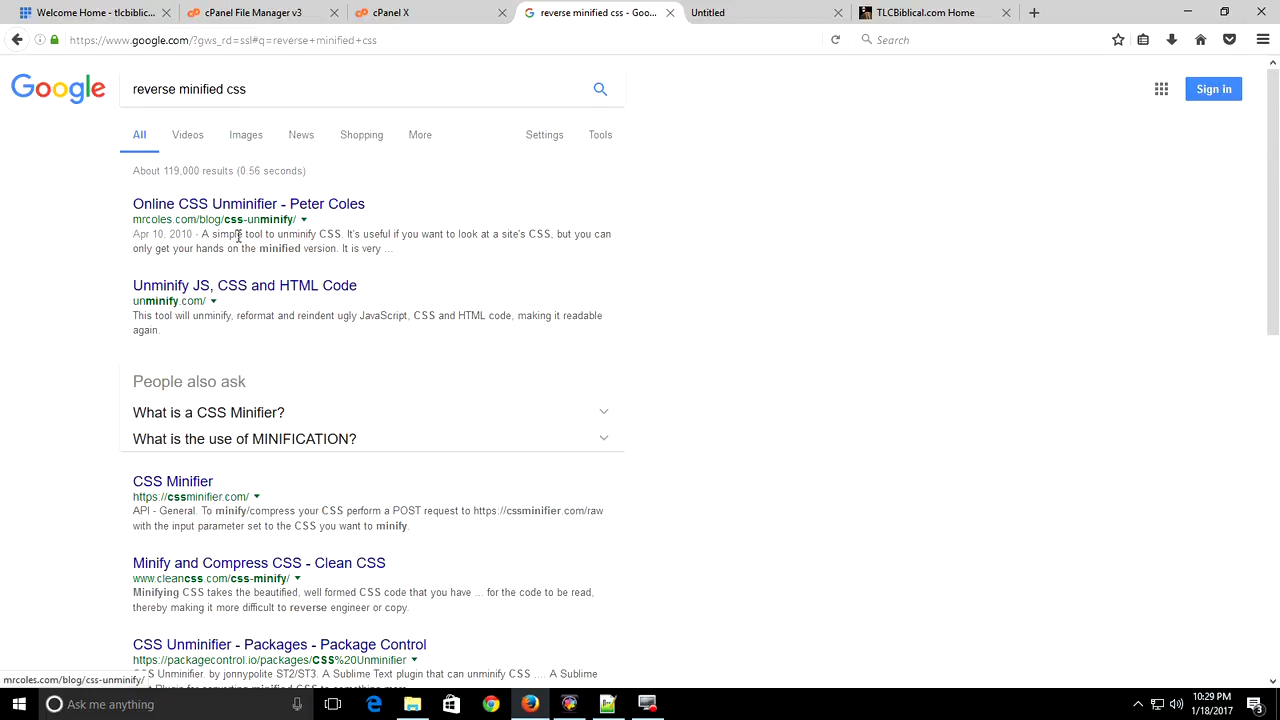 Welcome Home - tlcbiblic...
cPanel File Manager v3
cPanel X
reverse minified css - Goo...
Untitled
TLCBiblical.com Home
https://www.google.com/?gws_rd=ssl#q=reverse+minified+css
Search
Google
reverse minified css
Sign in
All
Videos
Images
News
Shopping
More
Settings
Tools
About 119,000 results (0.56 seconds)
Online CSS Unminifier - Peter Coles
mrcoles.com/blog/css-unminify/
Apr 10, 2010 - A simple tool to unminify CSS. It's useful if you want to look at a site's CSS, but you can
only get your hands on the minified version. It is very ...
Unminify JS, CSS and HTML Code
unminify.com/
This tool will unminify, reformat and reindent ugly JavaScript, CSS and HTML code, making it readable
again.
People also ask
What is a CSS Minifier?
What is the use of MINIFICATION?
CSS Minifier
https://cssminifier.com/
API - General. To minify/compress your CSS perform a POST request to https://cssminifier.com/raw
with the input parameter set to the CSS you want to minify.
Minify and Compress CSS - Clean CSS
www.cleancss.com/css-minify/
Minifying CSS takes the beautiful, well formed CSS code that you have ... for the code to be read,
thereby making it more difficult to reverse engineer or copy.
CSS Unminifier - Packages - Package Control
https://packagecontrol.io/packages/CSS%20Unminifier
CSS Unminifier. by jonnypolite ST2/ST3. A Sublime Text plugin that can unminify CSS .... A Sublime
mrcoles.com/blog/css-unminify/
Ask me anything
10:29 PM
1/18/2017
3